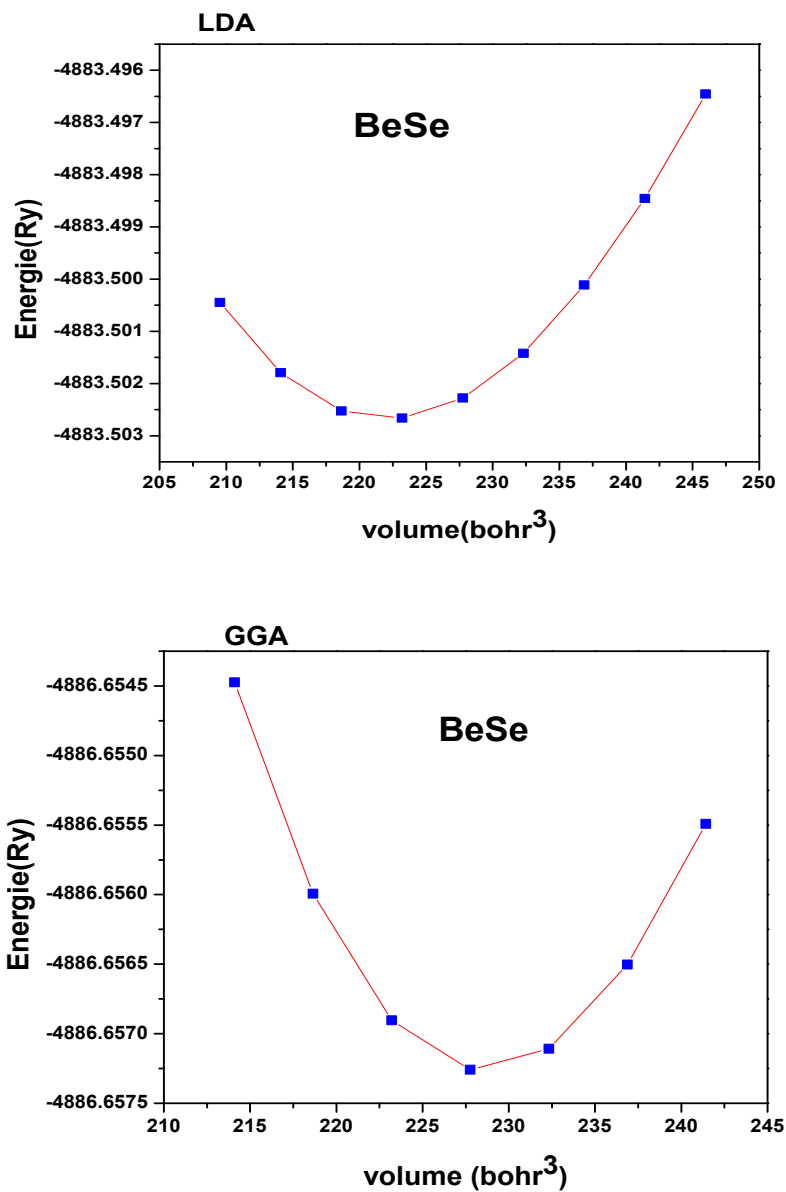 LDA
-4883.496
-4883.497
-4883.498
-4883.499
-4883.500
-4883.501
-4883.502
-4883.503
Energie(Ry)
BeSe
205 210 215 220 225 230 235 240 245 250
volume(bohr³)
GGA
-4886.6545
-4886.6550
-4886.6555
-4886.6560
-4886.6565
-4886.6570
-4886.6575
Energie(Ry)
BeSe
210 215 220 225 230 235 240 245
volume (bohr³)